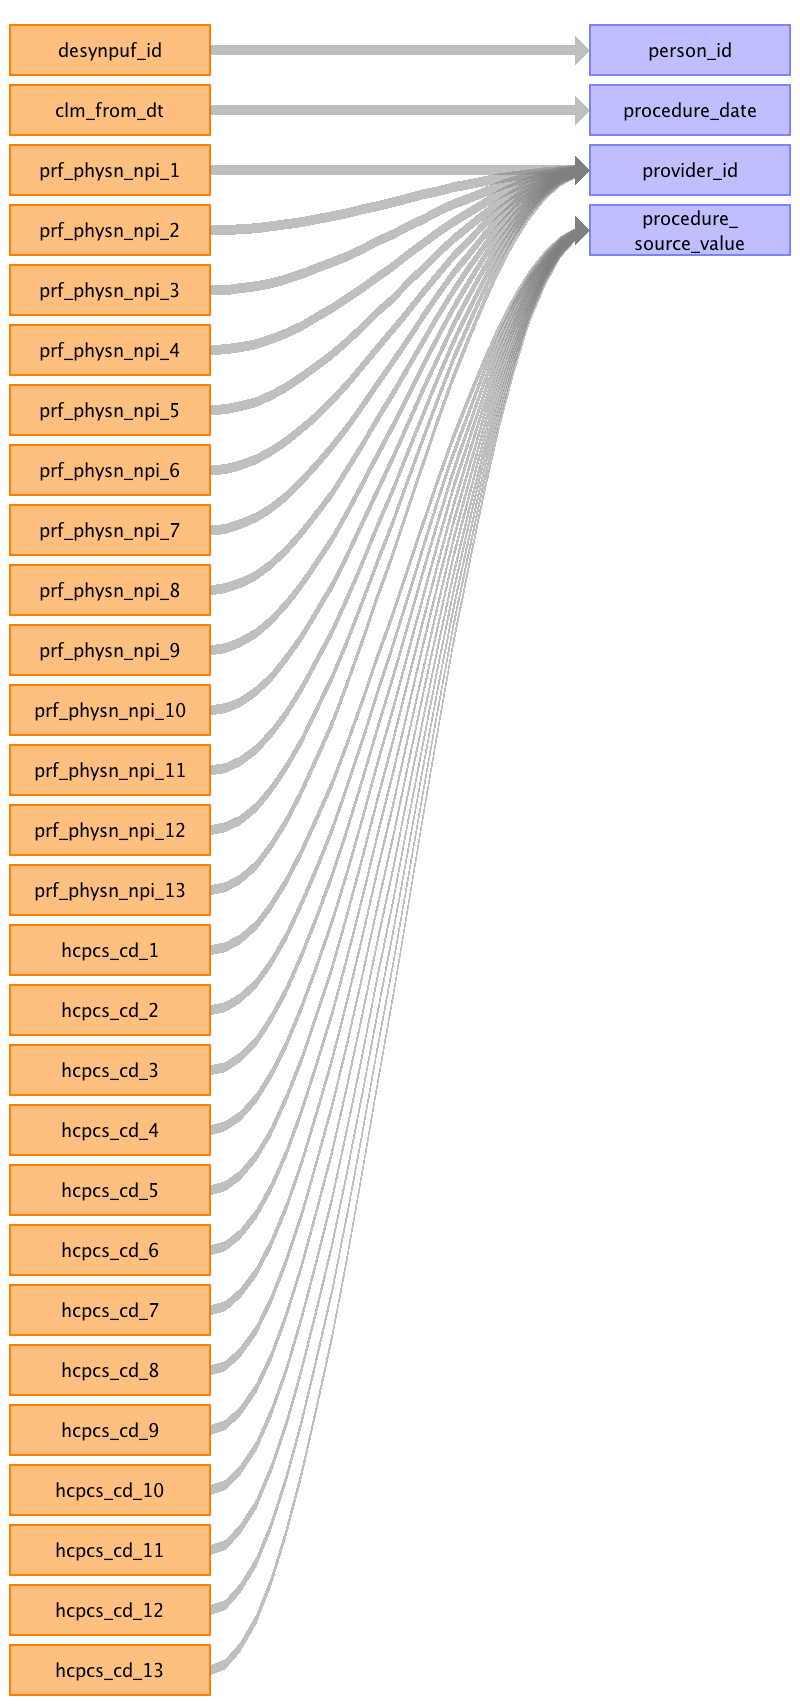 desynpuf_id
clm_from_dt
prf_physn_npi_1
prf_physn_npi_2
prf_physn_npi_3
prf_physn_npi_4
prf_physn_npi_5
prf_physn_npi_6
prf_physn_npi_7
prf_physn_npi_8
prf_physn_npi_9
prf_physn_npi_10
prf_physn_npi_11
prf_physn_npi_12
prf_physn_npi_13
hcpcs_cd_1
hcpcs_cd_2
hcpcs_cd_3
hcpcs_cd_4
hcpcs_cd_5
hcpcs_cd_6
hcpcs_cd_7
hcpcs_cd_8
hcpcs_cd_9
hcpcs_cd_10
hcpcs_cd_11
hcpcs_cd_12
hcpcs_cd_13
person_id
procedure_date
provider_id
procedure_
source_value